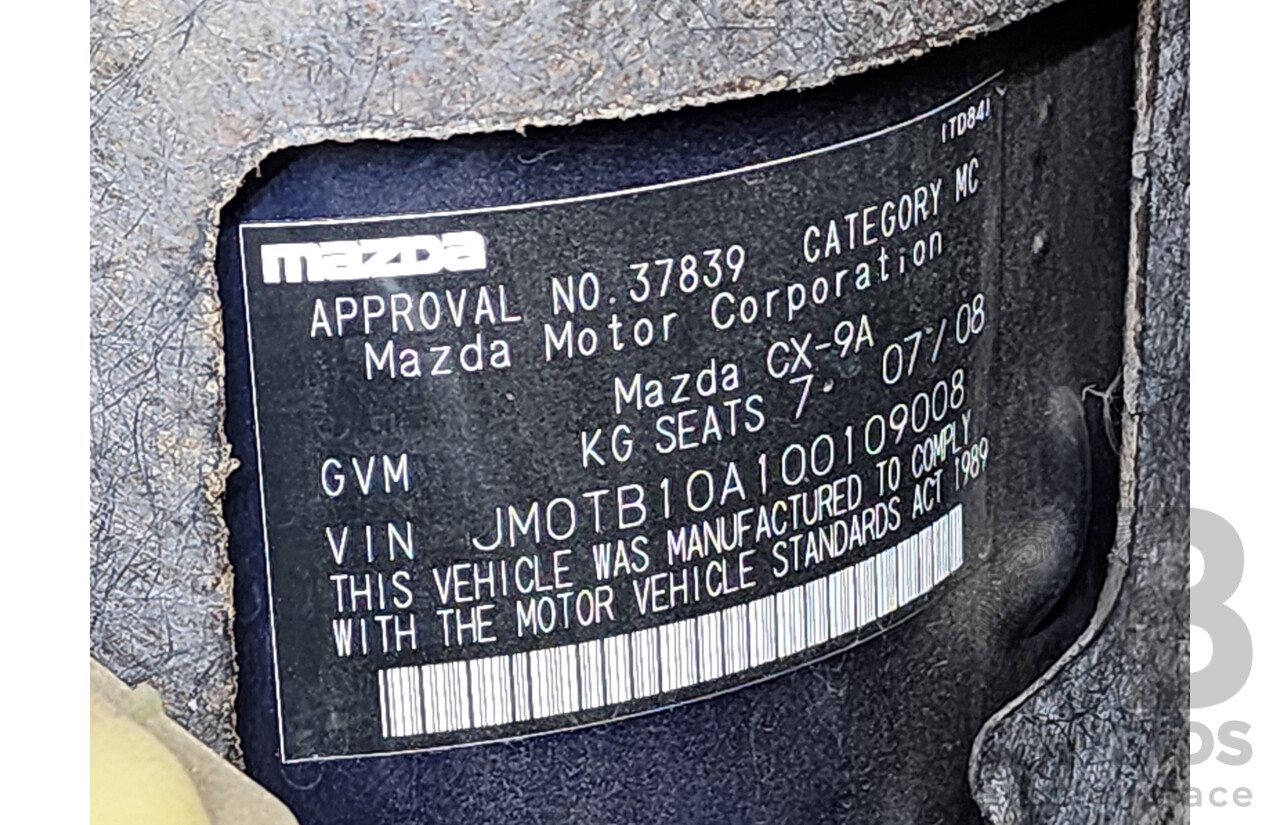 (TD84)
mazda
APPROVAL NO.37839 CATEGORY MC
Mazda Motor Corporation
Mazda CX-9A
GVM KG SEATS 7 07/08
VIN JM0TB10A100109008
THIS VEHICLE WAS MANUFACTURED TO COMPLY
WITH THE MOTOR VEHICLE STANDARDS ACT 1989